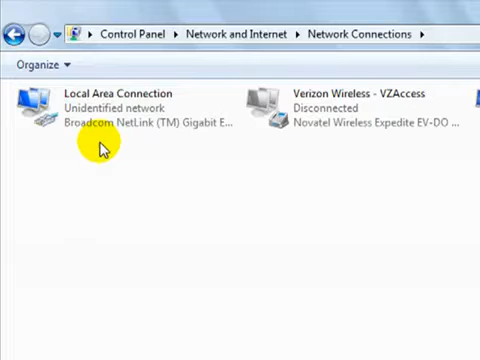 Control Panel Network and Internet Network Connections
Organize
Local Area Connection
Unidentified network
Broadcom NetLink (TM) Gigabit E...
Verizon Wireless - VZAccess
Disconnected
Novatel Wireless Expedite EV-DO ...